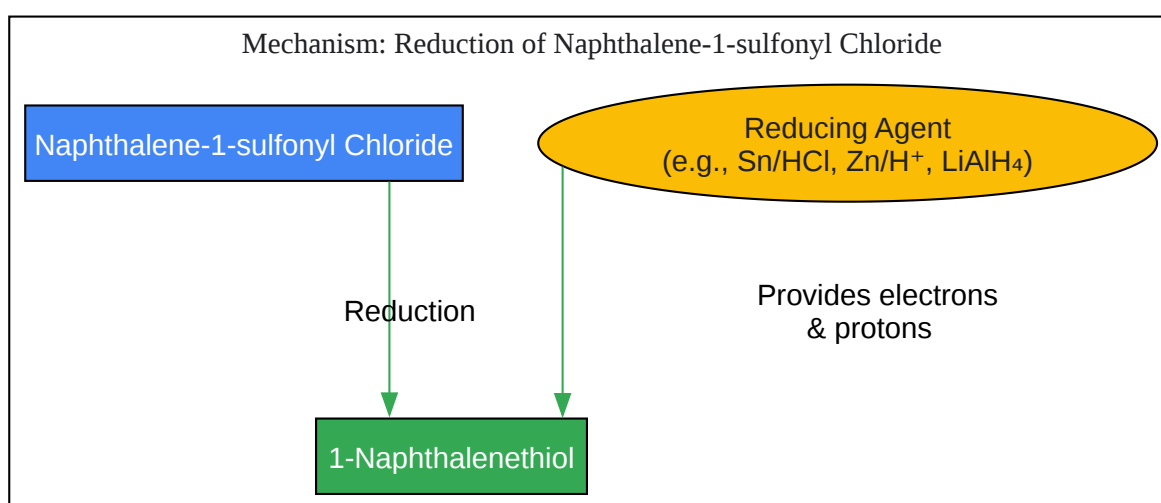 Mechanism: Reduction of Naphthalene-1-sulfonyl Chloride
Naphthalene-1-sulfonyl Chloride
Reducing Agent
(e.g., Sn/HCl, Zn/H⁺, LiAlH₄)
Reduction
Provides electrons
& protons
1-Naphthalenethiol